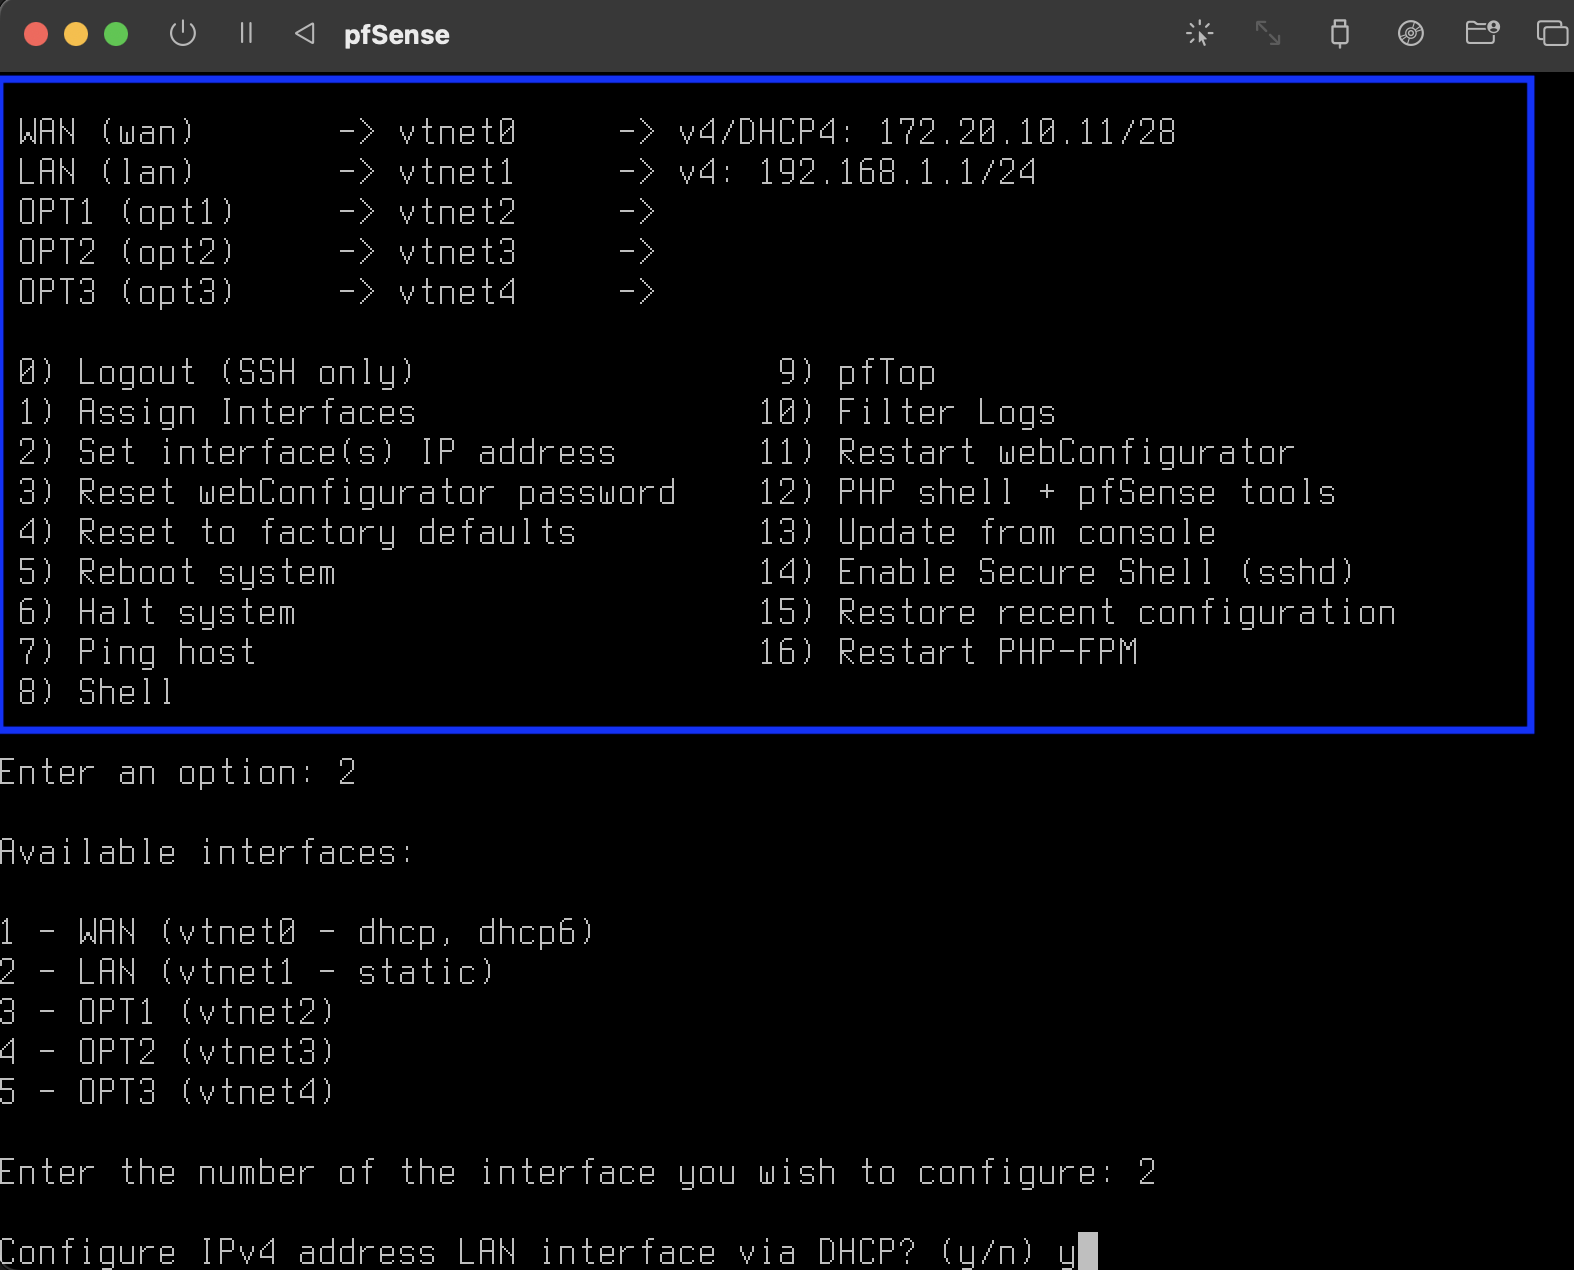 pfSense
WAN (wan)       -> vtnet0     -> v4/DHCP4: 172.20.10.11/28
LAN (lan)       -> vtnet1     -> v4: 192.168.1.1/24
OPT1 (opt1)     -> vtnet2     ->
OPT2 (opt2)     -> vtnet3     ->
OPT3 (opt3)     -> vtnet4     ->
0) Logout (SSH only)                  9) pfTop
1) Assign Interfaces                 10) Filter Logs
2) Set interface(s) IP address       11) Restart webConfigurator
3) Reset webConfigurator password    12) PHP shell + pfSense tools
4) Reset to factory defaults         13) Update from console
5) Reboot system                     14) Enable Secure Shell (sshd)
6) Halt system                       15) Restore recent configuration
7) Ping host                         16) Restart PHP-FPM
8) Shell
Enter an option: 2
Available interfaces:
1 - WAN (vtnet0 - dhcp, dhcp6)
2 - LAN (vtnet1 - static)
3 - OPT1 (vtnet2)
4 - OPT2 (vtnet3)
5 - OPT3 (vtnet4)
Enter the number of the interface you wish to configure: 2
Configure IPv4 address LAN interface via DHCP? (y/n) y